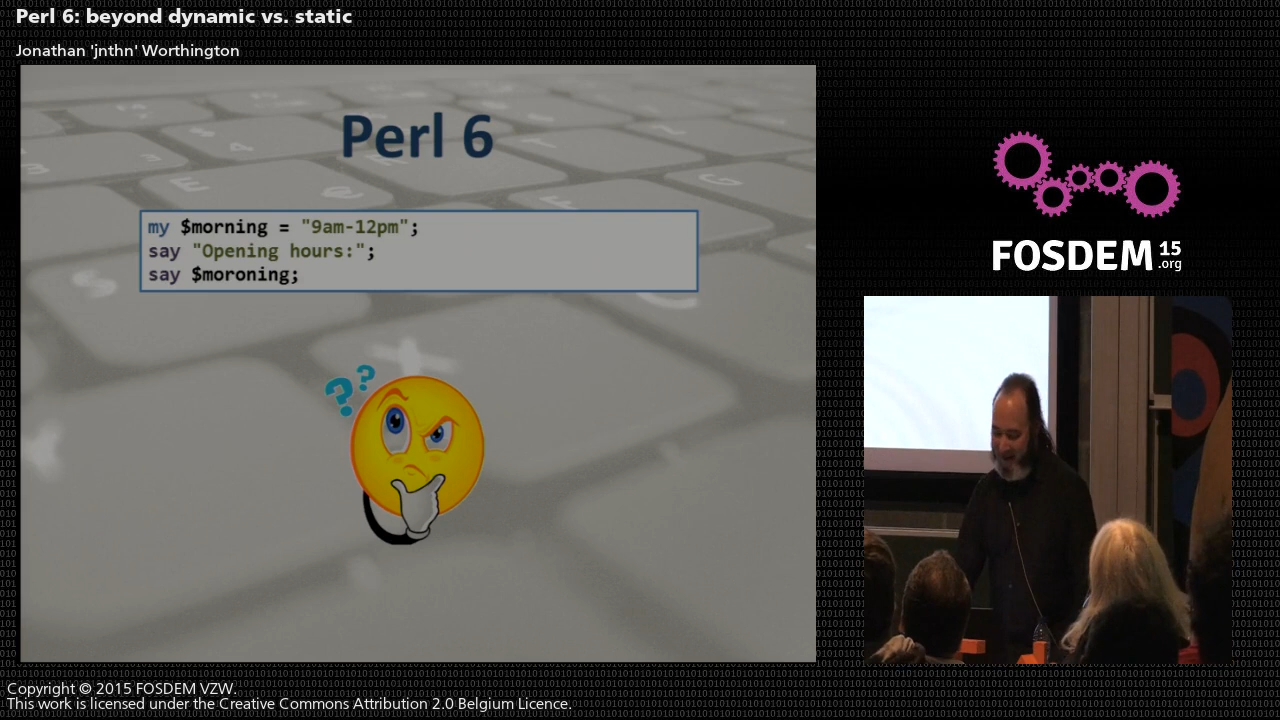 Perl 6: beyond dynamic vs. static
Jonathan 'jnthn' Worthington
Perl 6
my $morning = "9am-12pm";
say "Opening hours:";
say $moroning;
??
FOSDEM 15
.org
Copyright © 2015 FOSDEM VZW.
This work is licensed under the Creative Commons Attribution 2.0 Belgium Licence.